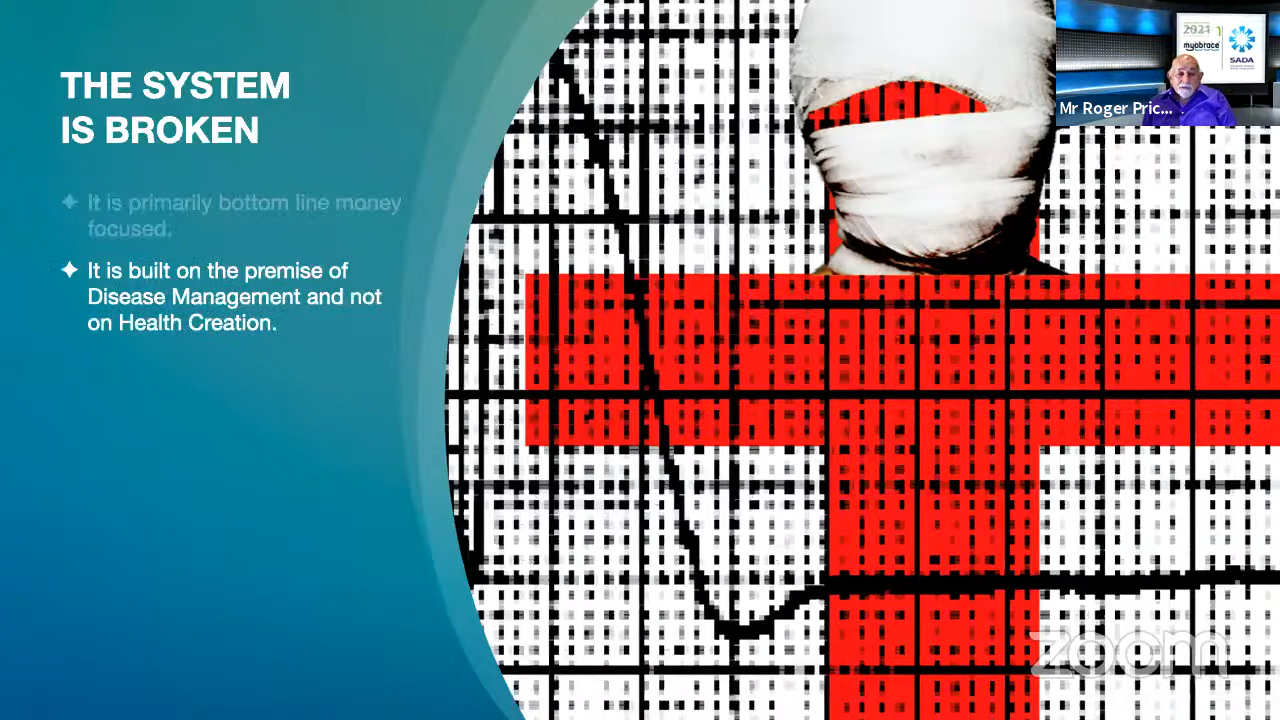 THE SYSTEM
IS BROKEN
✦ It is primarily bottom line money
focused.
✦ It is built on the premise of
Disease Management and not
on Health Creation.
2021
myobrace
SADA
Mr Roger Pric...
zoom